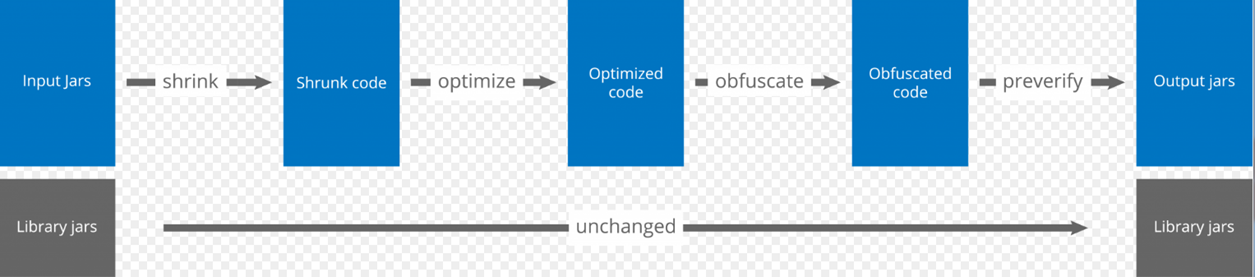 Input Jars
shrink
Shrunk code
optimize
Optimized
code
obfuscate
Obfuscated
code
preverify
Output jars
Library jars
unchanged
Library jars